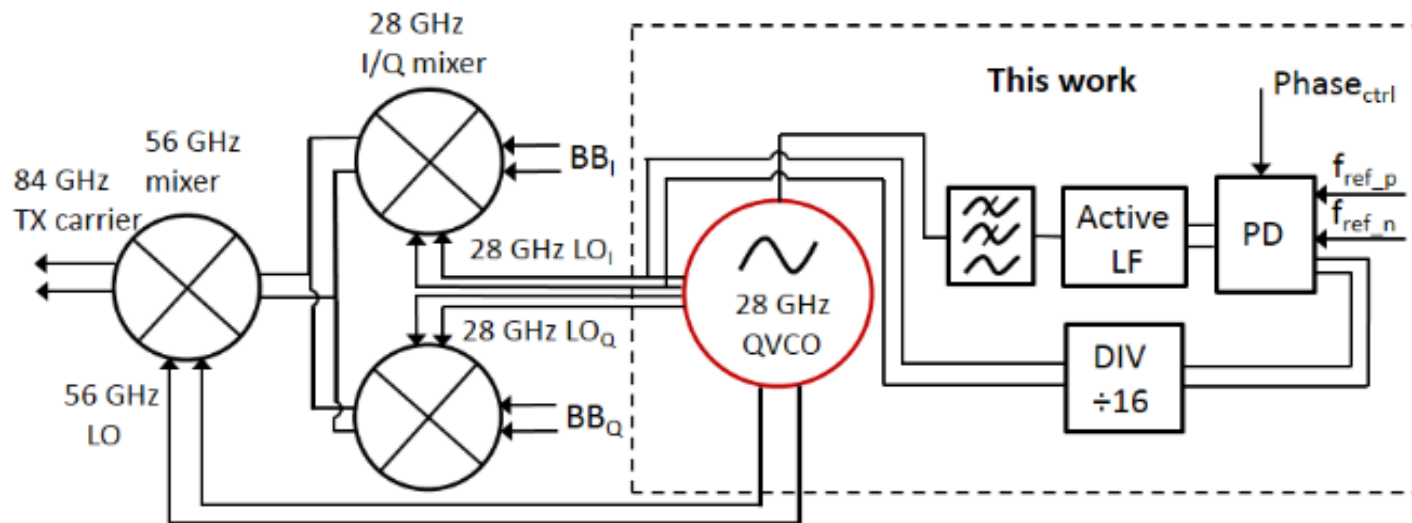 28 GHz
I/Q mixer
56 GHz
mixer
84 GHz
TX carrier
BB_I
28 GHz LO_I
28 GHz LO_Q
BB_Q
56 GHz
LO
This work
Phase_ctrl
f_ref_p
f_ref_n
PD
Active
LF
28 GHz
QVCO
DIV
÷16